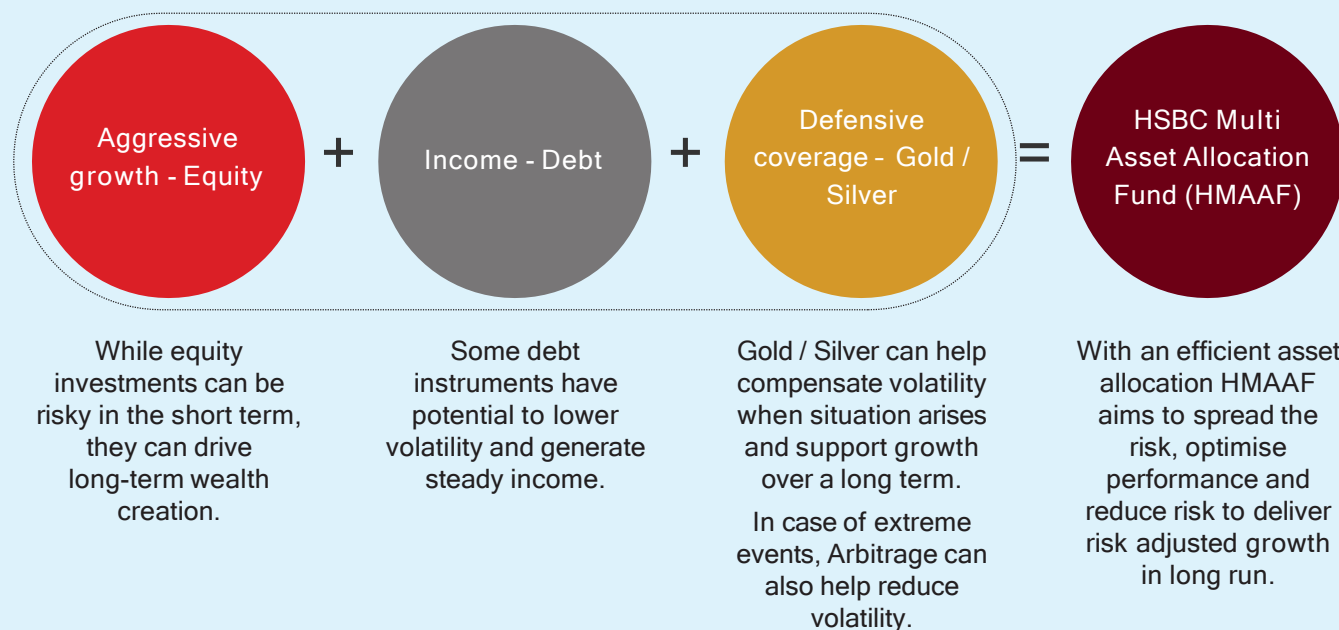 Aggressive
growth - Equity
+
Income - Debt
+
Defensive
coverage - Gold /
Silver
=
HSBC Multi
Asset Allocation
Fund (HMAAF)
While equity
investments can be
risky in the short term,
they can drive
long-term wealth
creation.
Some debt
instruments have
potential to lower
volatility and generate
steady income.
Gold / Silver can help
compensate volatility
when situation arises
and support growth
over a long term.
In case of extreme
events, Arbitrage can
also help reduce
volatility.
With an efficient asset
allocation HMAAF
aims to spread the
risk, optimise
performance and
reduce risk to deliver
risk adjusted growth
in long run.